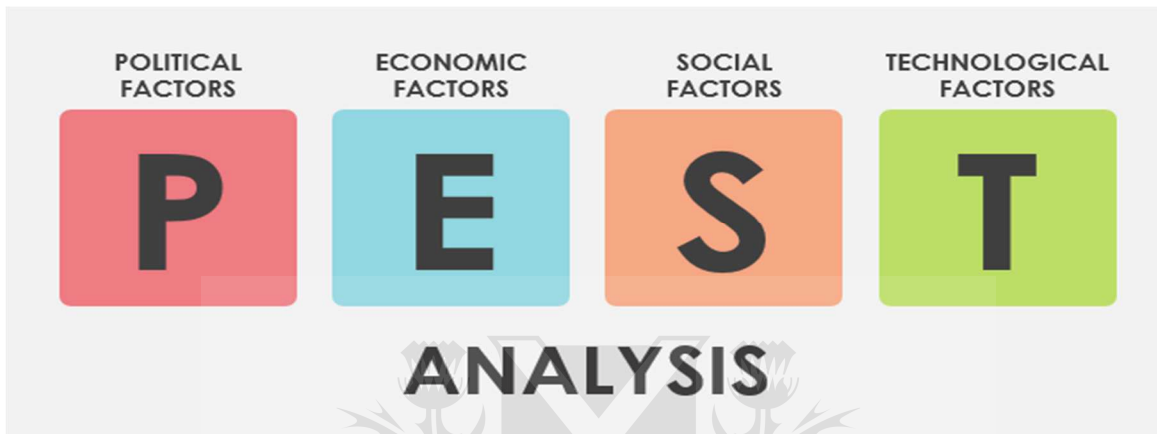 POLITICAL
FACTORS
ECONOMIC
FACTORS
SOCIAL
FACTORS
TECHNOLOGICAL
FACTORS
P E S T
ANALYSIS